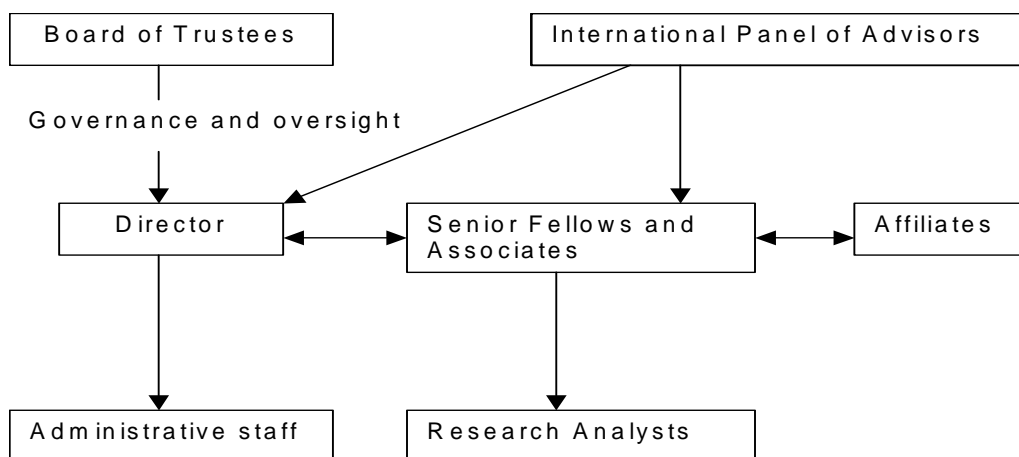 Board of Trustees
International Panel of Advisors
Governance and oversight
Director
Senior Fellows and
Associates
Affiliates
Administrative staff
Research Analysts